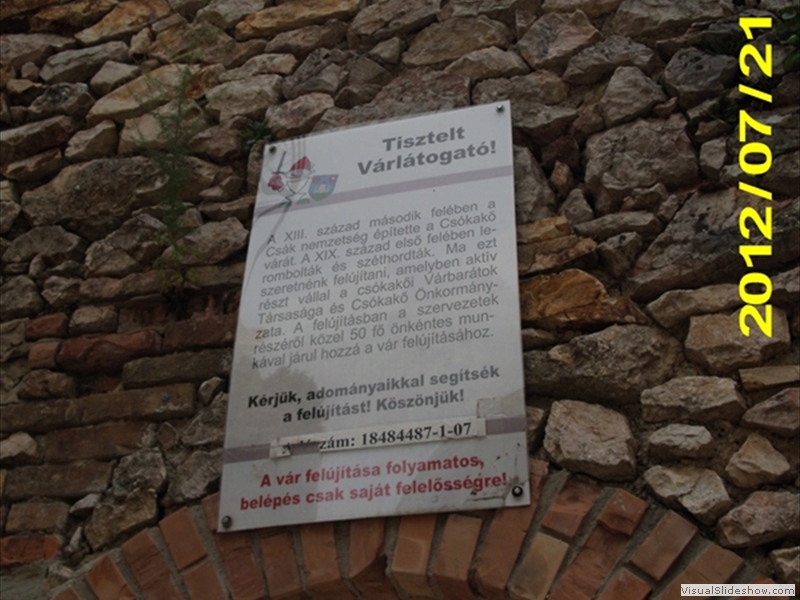 Tisztelt
Várlátogató!
A XIII. század második felében a
Csák nemzetség építette a Csókakő
várát. A XIX. század első felében le-
rombolták és széthordták. Ma ezt
szeretnénk felújítani, amelyben aktív
részt vállal a csókakői Várbarátok
Társasága és Csókakő Önkormány-
zata. A felújításban a szervezetek
részéről közel 50 fő önkéntes mun-
kával járul hozzá a vár felújításához.
Kérjük, adományaikkal segítsék
a felújítást! Köszönjük!
Adószám: 18484487-1-07
A vár felújítása folyamatos,
belépés csak saját felelősségre!
2012/07/21
VisualSlideshow.com